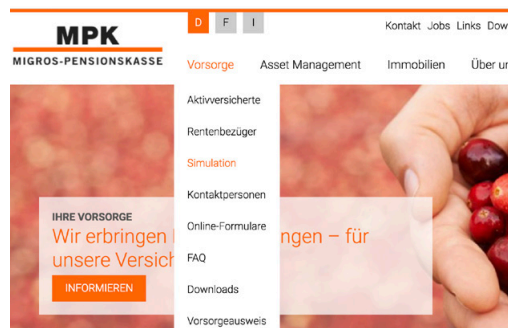 MPK
MIGROS-PENSIONSKASSE
D F I
Kontakt Jobs Links
Vorsorge Asset Management Immobilien Über
Aktivversicherte
Rentenbezüger
Simulation
Kontaktpersonen
Online-Formulare
FAQ
Downloads
Vorsorgeausweis
IHRE VORSORGE
Wir erbringen ngen – für
unsere Versich
INFORMIEREN